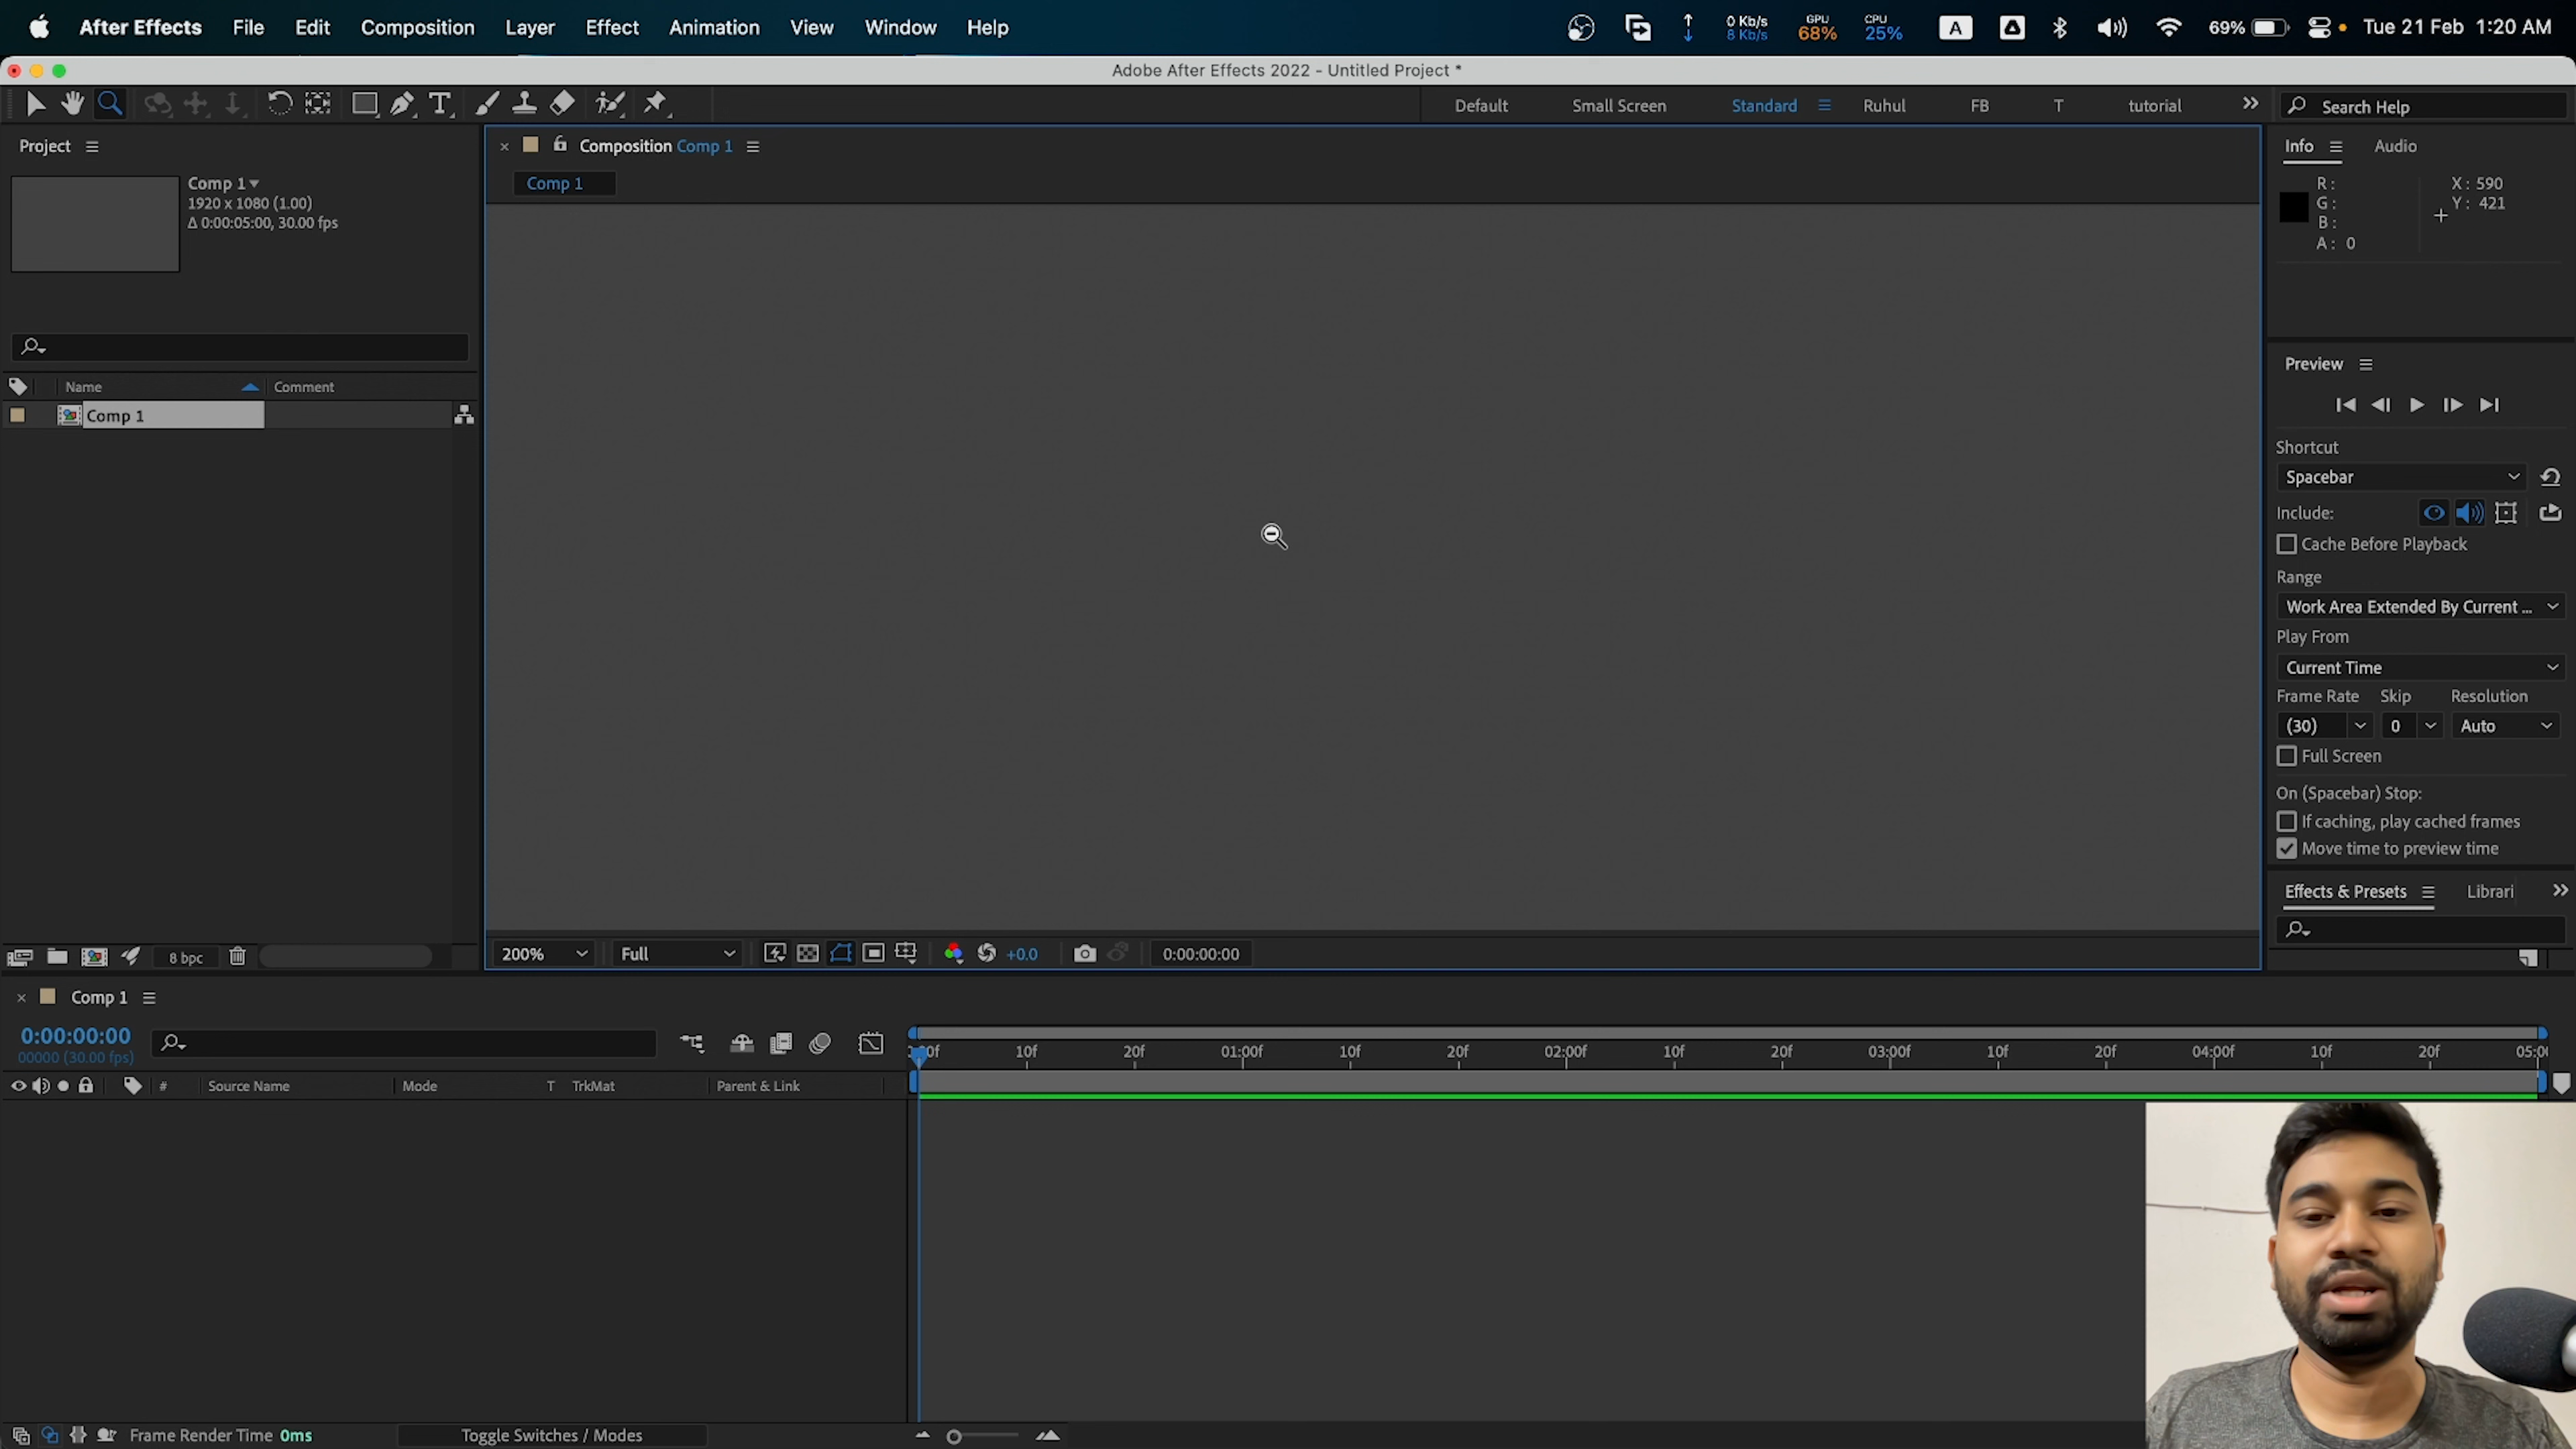 After Effects File Edit Composition Layer Effect Animation View Window Help
0 Kb/s
8 Kb/s
GPU
68%
CPU
25%
A
69%
Tue 21 Feb 1:20 AM
Adobe After Effects 2022 - Untitled Project *
Default Small Screen Standard Ruhul FB T tutorial
Search Help
Project
Comp 1
1920 x 1080 (1.00)
Δ 0:00:05:00, 30.00 fps
Name Comment
Comp 1
8 bpc
Composition Comp 1
Comp 1
200% Full +0.0 0:00:00:00
Info Audio
R :
G :
B :
A : 0
X : 590
Y : 421
Preview
Shortcut
Spacebar
Include:
Cache Before Playback
Range
Work Area Extended By Current ...
Play From
Current Time
Frame Rate Skip Resolution
(30) 0 Auto
Full Screen
On (Spacebar) Stop:
If caching, play cached frames
Move time to preview time
Effects & Presets Librari
Comp 1
0:00:00:00
00000 (30.00 fps)
# Source Name Mode T TrkMat Parent & Link
10f 20f 01:00f 10f 20f 02:00f 10f 20f 03:00f 10f 20f 04:00f 10f 20f
Frame Render Time 0ms
Toggle Switches / Modes